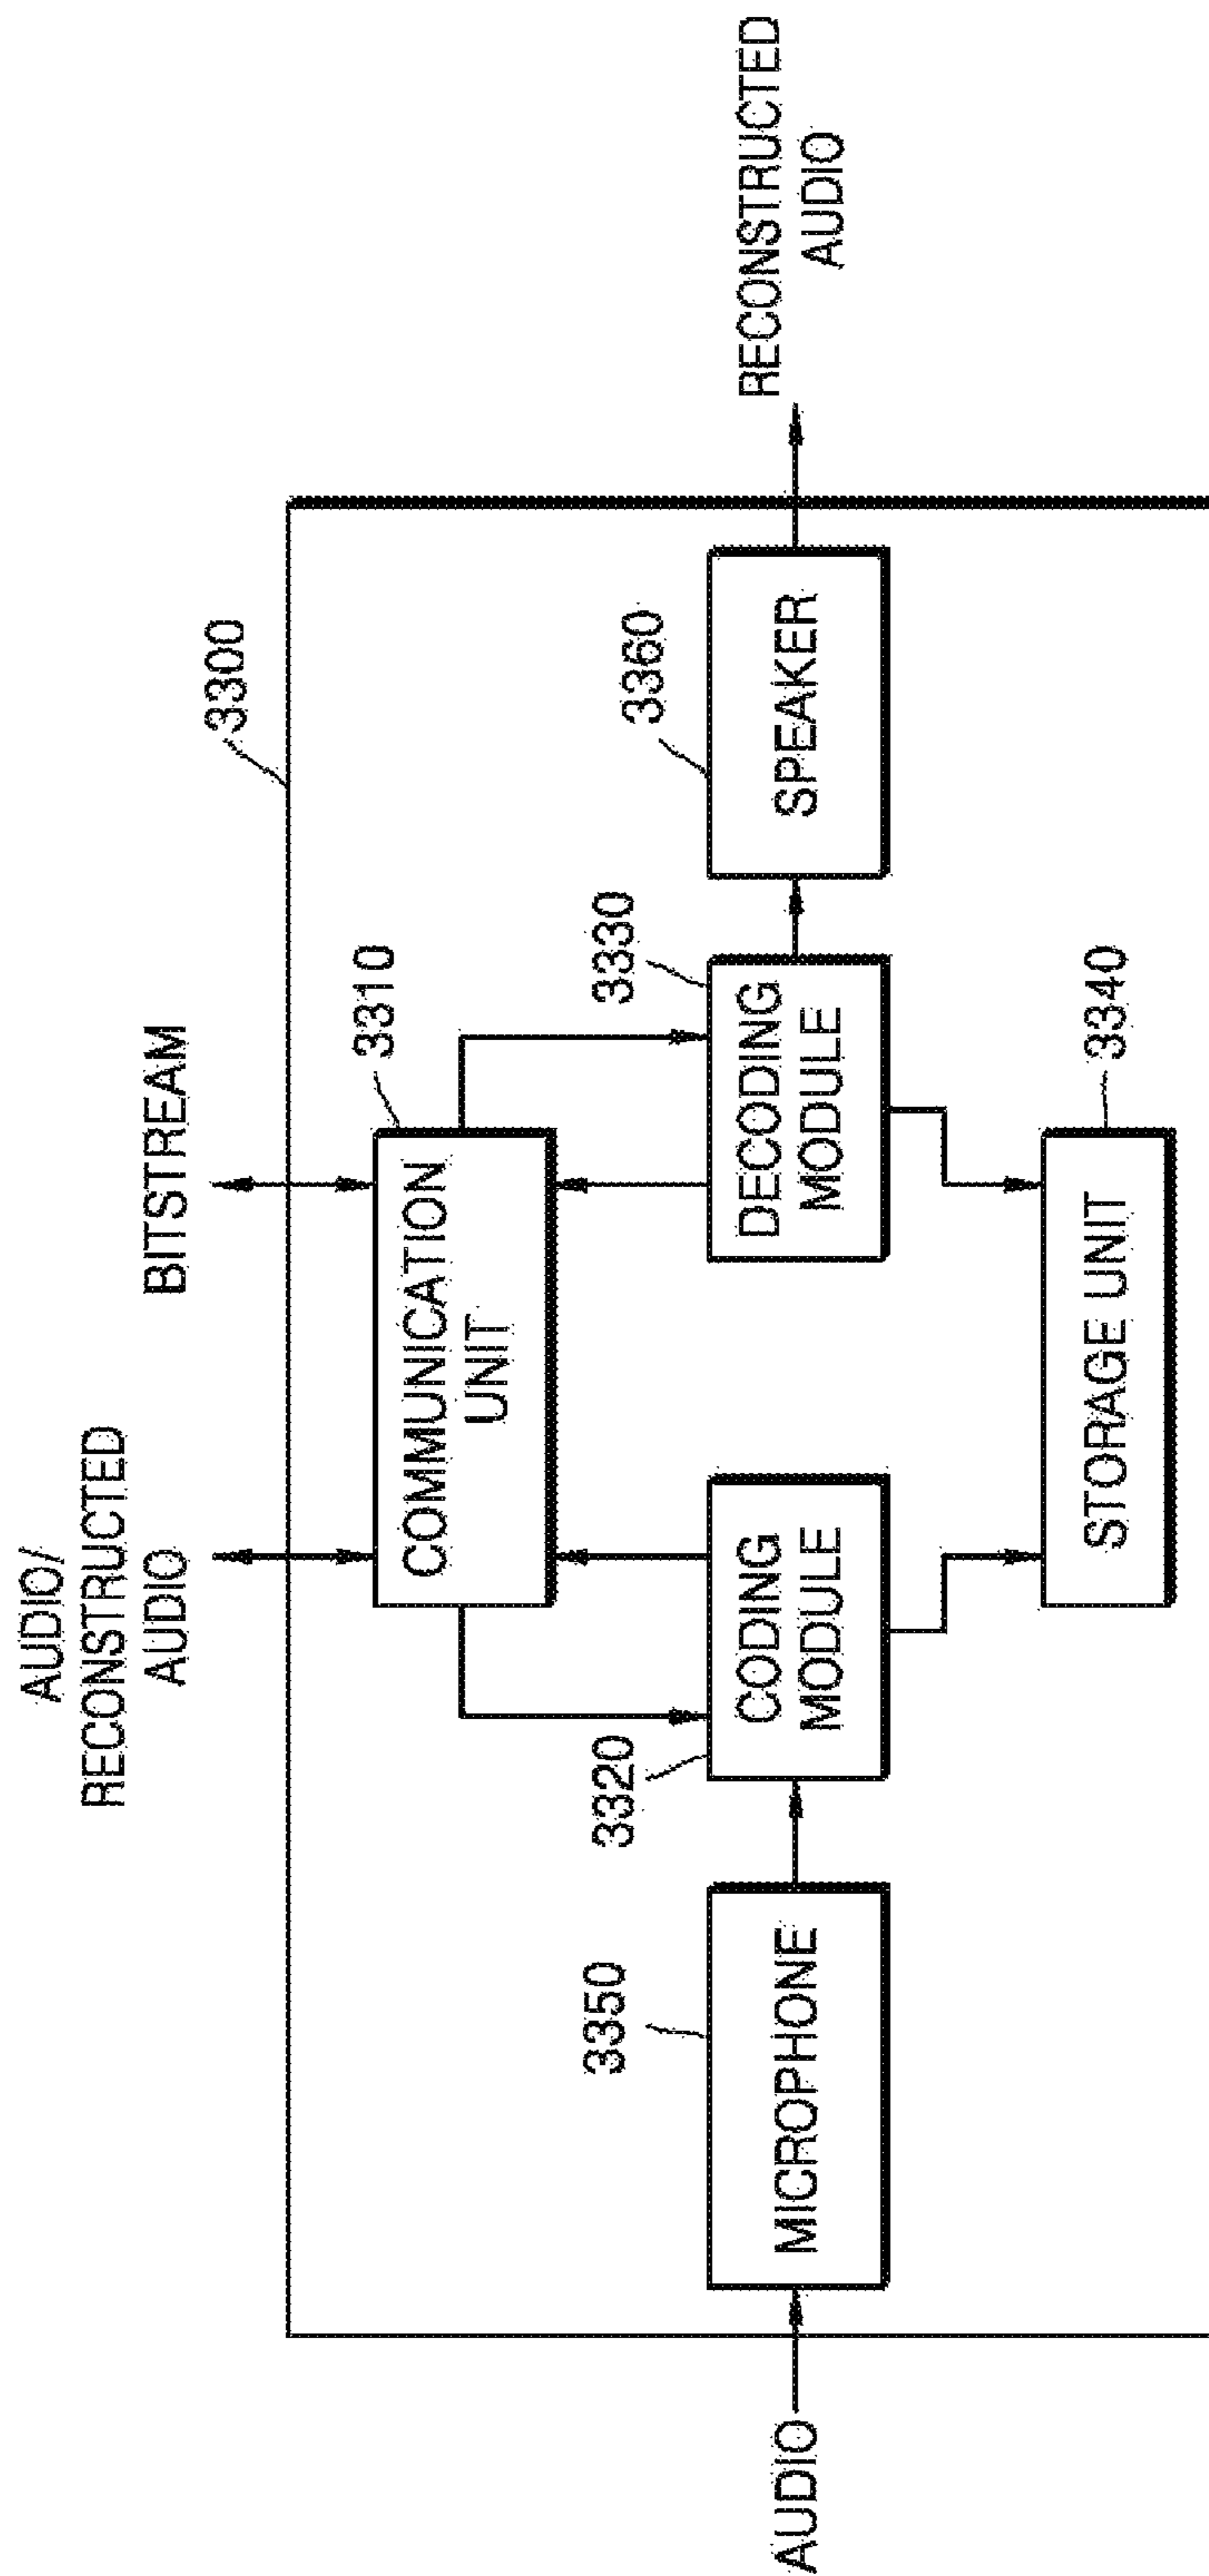 AUDIO/
RECONSTRUCTED
AUDIO
BITSTREAM
3300
3310
COMMUNICATION
UNIT
3320
CODING
MODULE
3330
DECODING
MODULE
3350
MICROPHONE
3360
SPEAKER
AUDIO
RECONSTRUCTED
AUDIO
STORAGE UNIT
3340